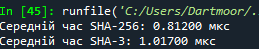 In [45]: runfile('C:/Users/Dartmoor/.
Середній час SHA-256: 0.81200 мкс
Середній час SHA-3: 1.01700 мкс